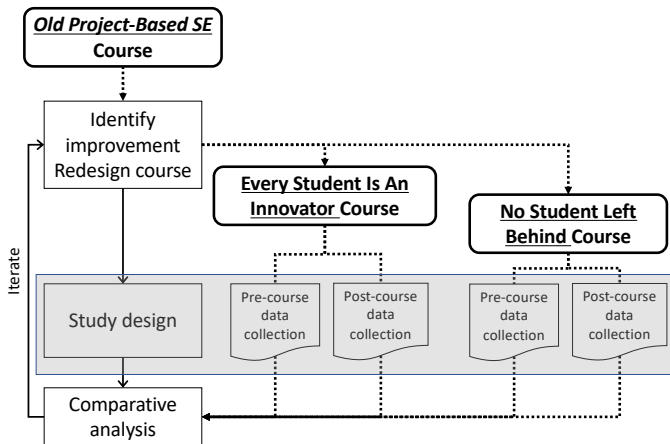 Old Project-Based SE
Course
Identify
improvement
Redesign course
Every Student Is An
Innovator Course
No Student Left
Behind Course
Iterate
Study design
Pre-course
data
collection
Post-course
data
collection
Pre-course
data
collection
Post-course
data
collection
Comparative
analysis